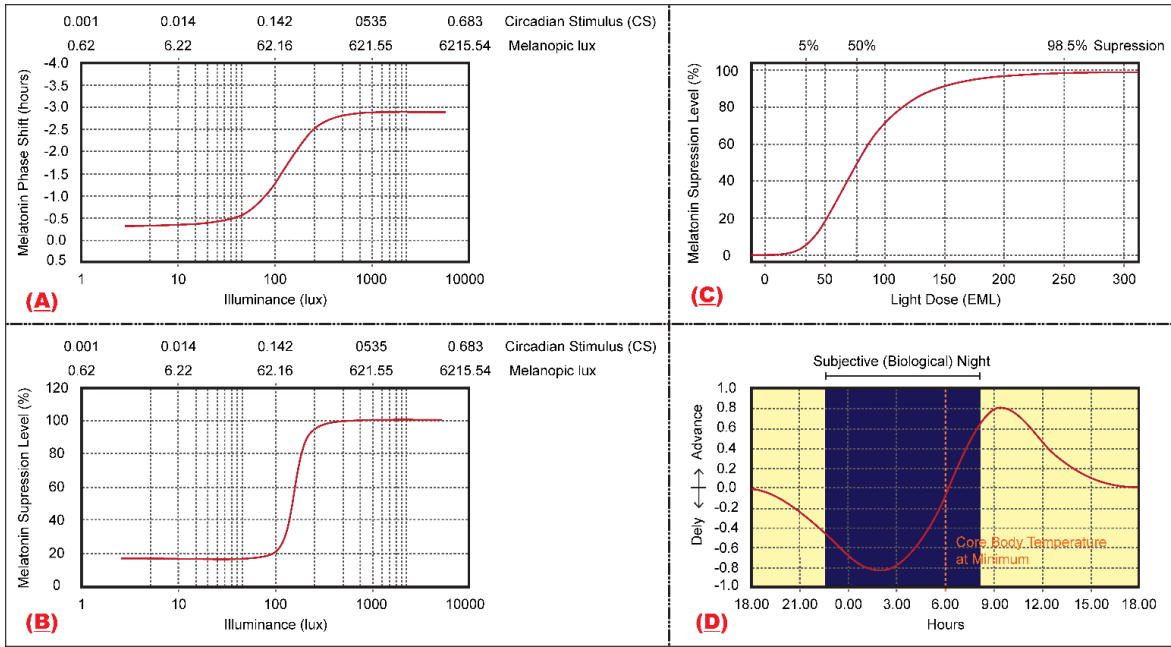 0.001 0.014 0.142 0535 0.683 Circadian Stimulus (CS)
0.62 6.22 62.16 621.55 6215.54 Melanopic lux
Melatonin Phase Shift (hours)
-4.0
-3.0
-3.0
-2.5
-2.0
-1.5
-1.0
-0.5
0.0
0.5
1 10 100 1000 10000
Illuminance (lux)
(A)
5% 50% 98.5% Supression
Melatonin Supression Level (%)
100
80
60
40
20
0
0 50 100 150 200 250 300
Light Dose (EML)
(C)
0.001 0.014 0.142 0535 0.683 Circadian Stimulus (CS)
0.62 6.22 62.16 621.55 6215.54 Melanopic lux
Melatonin Supression Level (%)
120
100
80
60
40
20
0
1 10 100 1000 10000
Illuminance (lux)
(B)
Subjective (Biological) Night
Dely ← → Advance
1.0
0.8
0.6
0.4
0.2
0.0
-0.2
-0.4
-0.6
-0.8
-1.0
Core Body Temperature
at Minimum
18.00 21.00 0.00 3.00 6.00 9.00 12.00 15.00 18.00
Hours
(D)